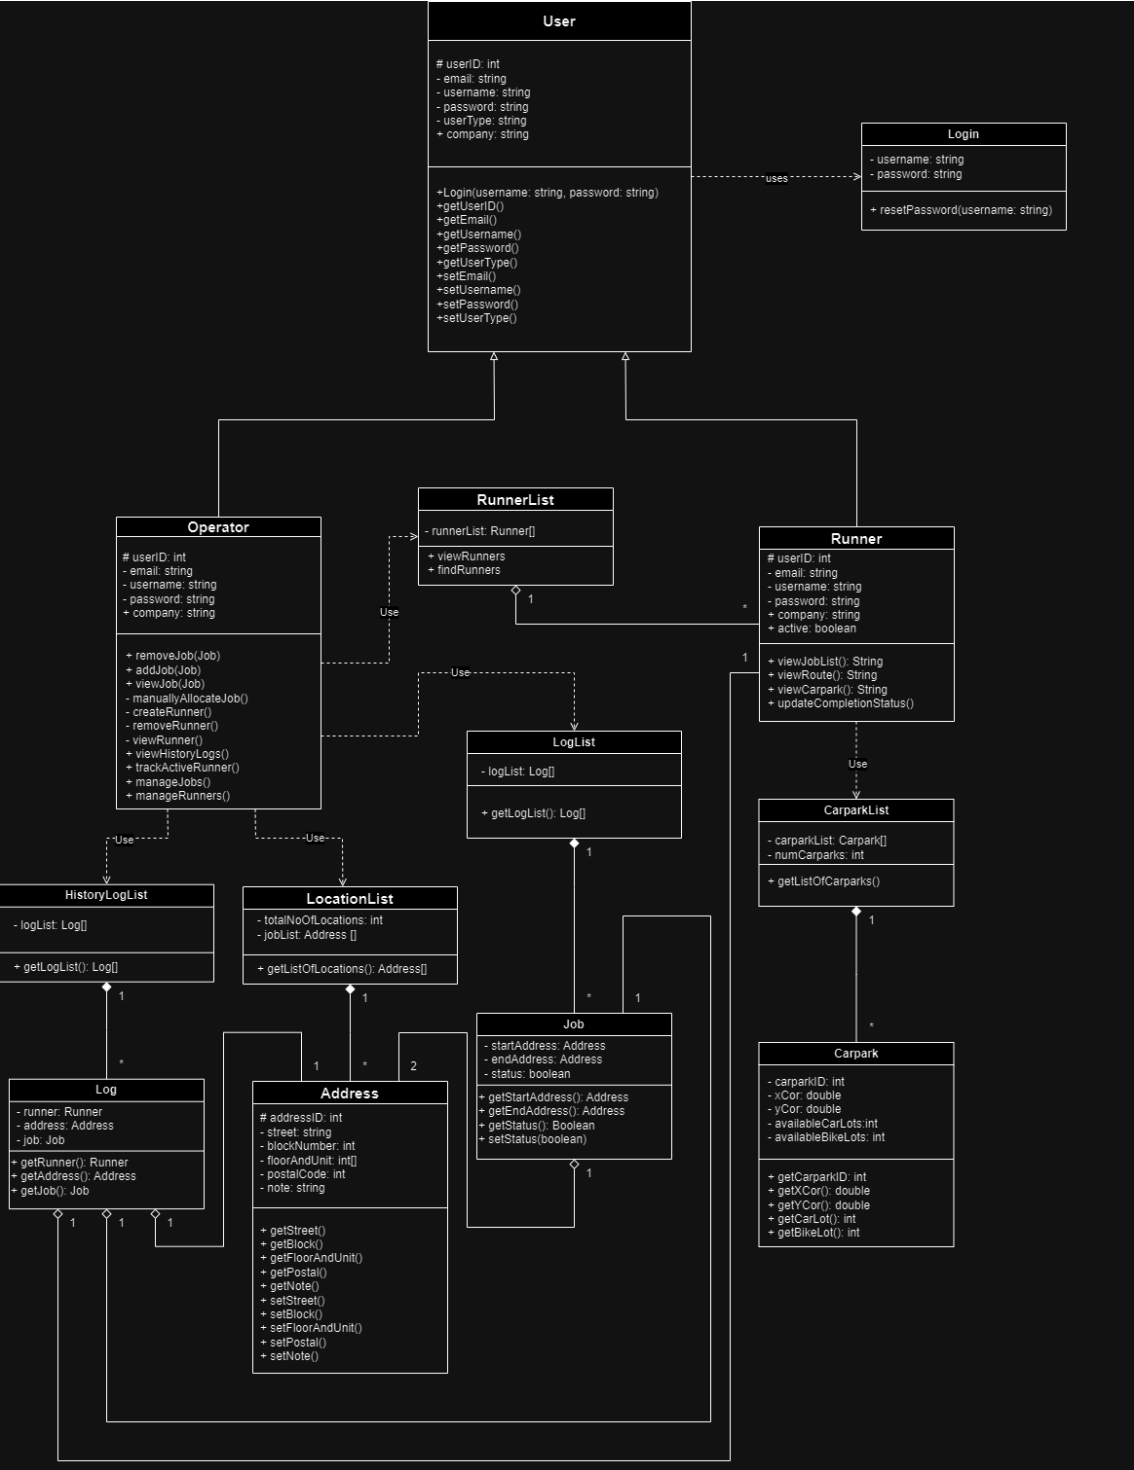 User
# userID: int
- email: string
- username: string
- password: string
- userType: string
+ company: string
+Login(username: string, password: string)
+getUserID()
+getEmail()
+getUsername()
+getPassword()
+getUserType()
+setEmail()
+setUsername()
+setPassword()
+setUserType()
uses
Login
- username: string
- password: string
+ resetPassword(username: string)
Operator
# userID: int
- email: string
- username: string
- password: string
+ company: string
+ removeJob(Job)
+ addJob(Job)
+ viewJob(Job)
- manuallyAllocateJob()
- createRunner()
- removeRunner()
- viewRunner()
+ viewHistoryLogs()
+ trackActiveRunner()
+ manageJobs()
+ manageRunners()
Use
RunnerList
- runnerList: Runner[]
+ viewRunners
+ findRunners
1
*
Runner
# userID: int
- email: string
- username: string
- password: string
+ company: string
+ active: boolean
+ viewJobList(): String
+ viewRoute(): String
+ viewCarpark(): String
+ updateCompletionStatus()
1
Use
LogList
- logList: Log[]
+ getLogList(): Log[]
1
*
Use
CarparkList
- carparkList: Carpark[]
- numCarparks: int
+ getListOfCarparks()
1
*
Use
Use
HistoryLogList
- logList: Log[]
+ getLogList(): Log[]
1
*
LocationList
- totalNoOfLocations: int
- jobList: Address []
+ getListOfLocations(): Address[]
1
*
1
2
1
Job
- startAddress: Address
- endAddress: Address
- status: boolean
+ getStartAddress(): Address
+ getEndAddress(): Address
+ getStatus(): Boolean
+ setStatus(boolean)
1
Carpark
- carparkID: int
- xCor: double
- yCor: double
- availableCarLots:int
- availableBikeLots: int
+ getCarparkID: int
+ getXCor(): double
+ getYCor(): double
+ getCarLot(): int
+ getBikeLot(): int
Log
- runner: Runner
- address: Address
- job: Job
+ getRunner(): Runner
+ getAddress(): Address
+ getJob(): Job
1
1
1
Address
# addressID: int
- street: string
- blockNumber: int
- floorAndUnit: int[]
- postalCode: int
- note: string
+ getStreet()
+ getBlock()
+ getFloorAndUnit()
+ getPostal()
+ getNote()
+ setStreet()
+ setBlock()
+ setFloorAndUnit()
+ setPostal()
+ setNote()